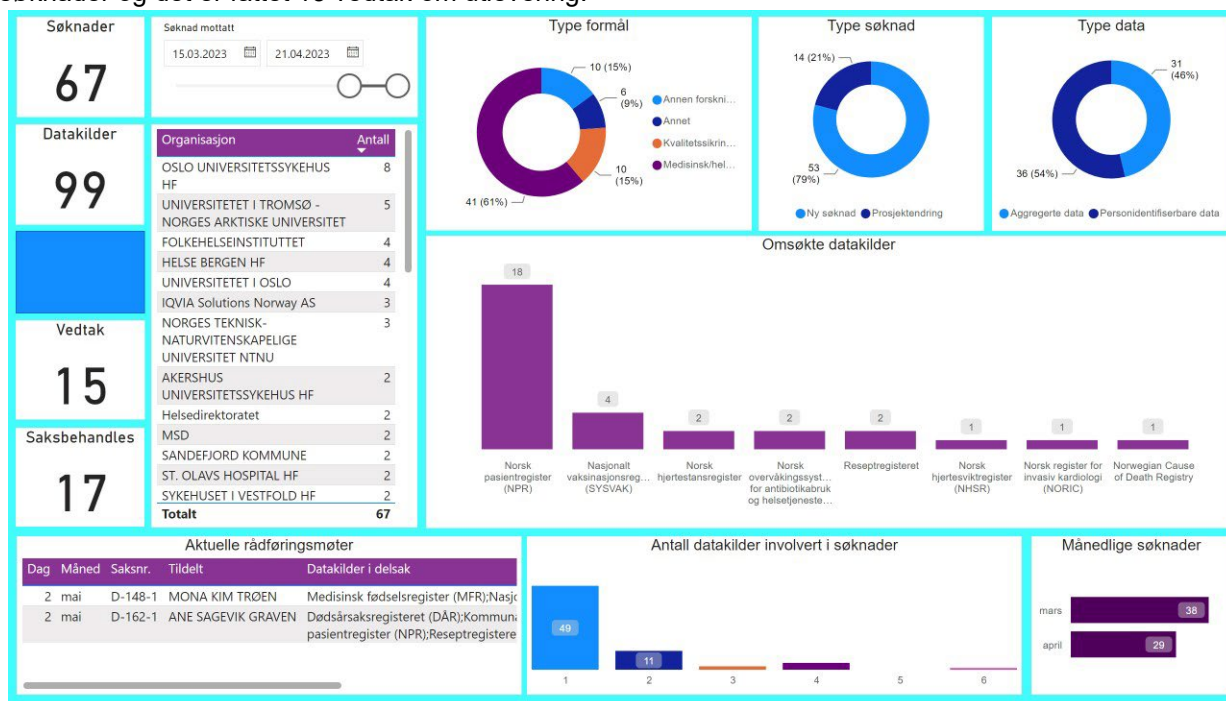 søknader og det er fattet 15 vedtak om utlevering.
Søknader
67
Søknad mottatt
15.03.2023
21.04.2023
Datakilder
99
Vedtak
15
Saksbehandles
17
Organisasjon Antall
OSLO UNIVERSITETSSYKEHUS 8
HF
UNIVERSITETET I TROMSØ - 5
NORGES ARKTISKE UNIVERSITET
FOLKEHELSEINSTITUTTET 4
HELSE BERGEN HF 4
UNIVERSITETET I OSLO 4
IQVIA Solutions Norway AS 3
NORGES TEKNISK- 3
NATURVITENSKAPELIGE
UNIVERSITET NTNU
AKERSHUS 2
UNIVERSITETSSYKEHUS HF
Helsedirektoratet 2
MSD 2
SANDEFJORD KOMMUNE 2
ST. OLAVS HOSPITAL HF 2
SYKEHUSET I VESTFOLD HF 2
Totalt 67
Type formål
10 (15%)
6
(9%)
10
(15%)
41 (61%)
Annen forskni...
Annet
Kvalitetssikrin...
Medisinsk/hel...
Type søknad
14 (21%)
53
(79%)
Ny søknad Prosjektendring
Type data
31
(46%)
36 (54%)
Aggregerte data Personidentifiserbare data
Omsøkte datakilder
18
4
2
2
2
1
1
1
Norsk
pasientregister
(NPR)
Nasjonalt
vaksinasjonsreg...
(SYSVAK)
Norsk
hjertestansregister
Norsk
overvåkingssyst...
for antibiotikabruk
og helsetjeneste...
Reseptregisteret
Norsk
hjertesviktregister
(NHSR)
Norsk register for
invasiv kardiologi
(NORIC)
Norwegian Cause
of Death Registry
Aktuelle rådføringsmøter
Dag Måned Saksnr. Tildelt Datakilder i delsak
2 mai D-148-1 MONA KIM TRØEN Medisinsk fødselsregister (MFR);Nasjo
2 mai D-162-1 ANE SAGEVIK GRAVEN Dødsårsaksregisteret (DÅR);Kommuna
pasientregister (NPR);Reseptregistere
Antall datakilder involvert i søknader
49
11
1 2 3 4 5 6
Månedlige søknader
mars 38
april 29